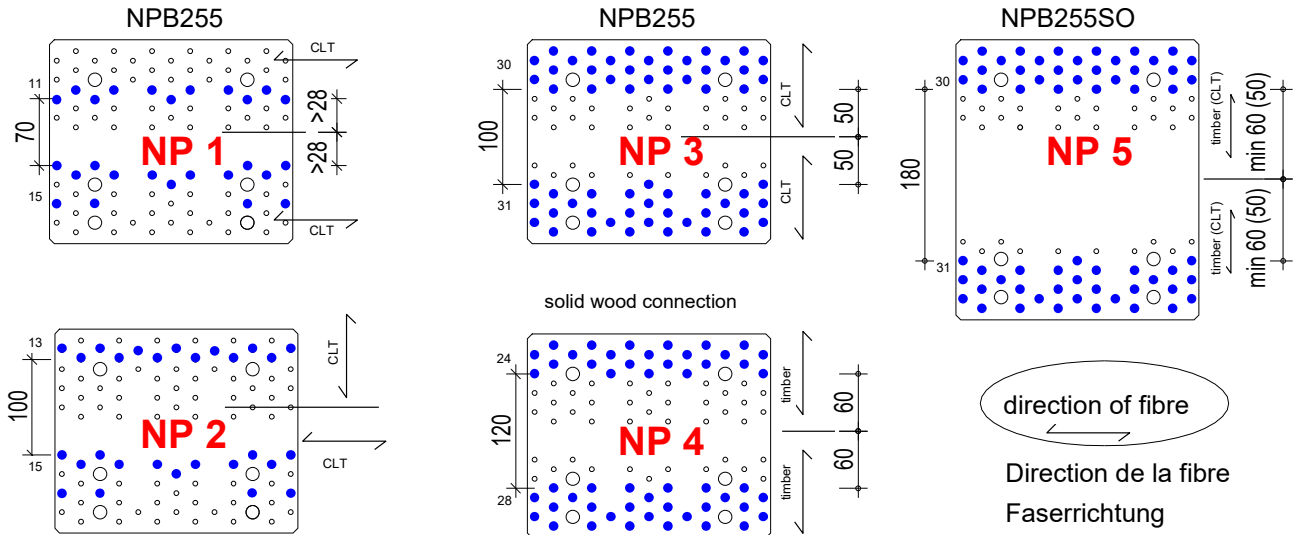 NPB255
11
70
15
NP 1
CLT
>28
>28
CLT
NPB255
30
100
31
NP 3
CLT
CLT
50
50
NPB255SO
30
180
31
NP 5
timber (CLT)
timber (CLT)
min 60 (50)
min 60 (50)
13
100
15
NP 2
CLT
CLT
solid wood connection
24
120
28
NP 4
timber
timber
60
60
direction of fibre
Direction de la fibre
Faserrichtung